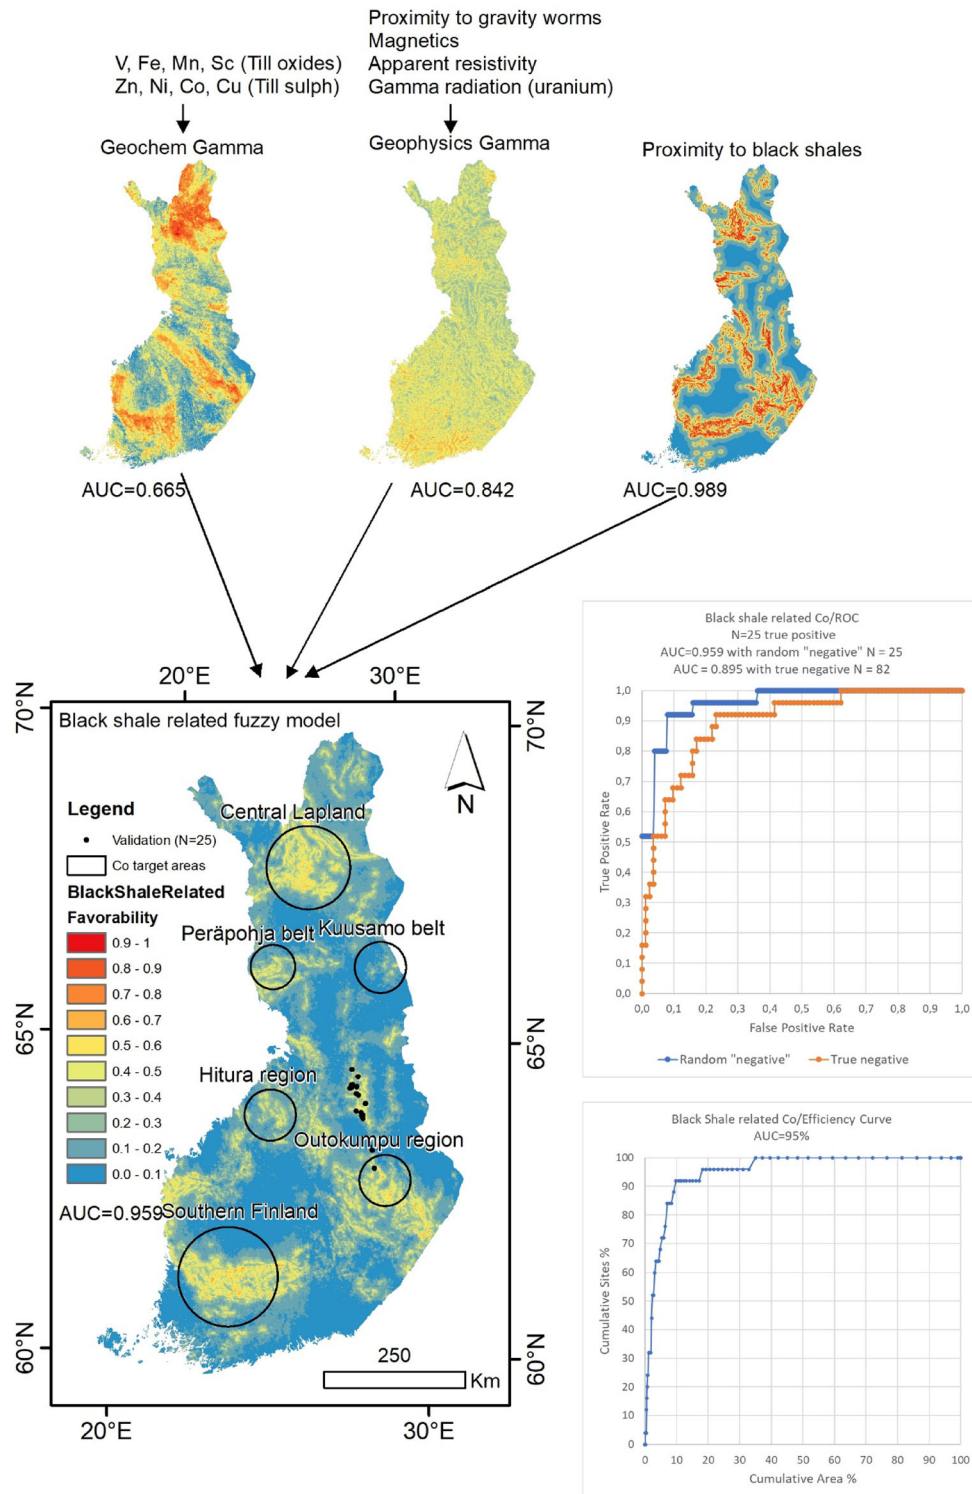 Proximity to gravity worms
Magnetics
Apparent resistivity
Gamma radiation (uranium)
V, Fe, Mn, Sc (Till oxides)
Zn, Ni, Co, Cu (Till sulph)
Geochem Gamma
Geophysics Gamma
Proximity to black shales
AUC=0.665
AUC=0.842
AUC=0.989
20°E
30°E
70°N
70°N
Black shale related fuzzy model
N
Legend
Validation (N=25)
Co target areas
BlackShaleRelated
Favorability
0.9 - 1
0.8 - 0.9
0.7 - 0.8
0.6 - 0.7
0.5 - 0.6
0.4 - 0.5
0.3 - 0.4
0.2 - 0.3
0.1 - 0.2
0.0 - 0.1
AUC=0.959
Central Lapland
Peräpohja belt
Kuusamo belt
Hitura region
Outokumpu region
Southern Finland
65°N
65°N
60°N
60°N
250
Km
20°E
30°E
Black shale related Co/ROC
N=25 true positive
AUC=0.959 with random "negative" N = 25
AUC = 0.895 with true negative N = 82
True Positive Rate
1,0
0,9
0,8
0,7
0,6
0,5
0,4
0,3
0,2
0,1
0,0
0,0 0,1 0,2 0,3 0,4 0,5 0,6 0,7 0,8 0,9 1,0
False Positive Rate
Random "negative"
True negative
Black Shale related Co/Efficiency Curve
AUC=95%
Cumulative Sites %
100
90
80
70
60
50
40
30
20
10
0
0 10 20 30 40 50 60 70 80 90 100
Cumulative Area %